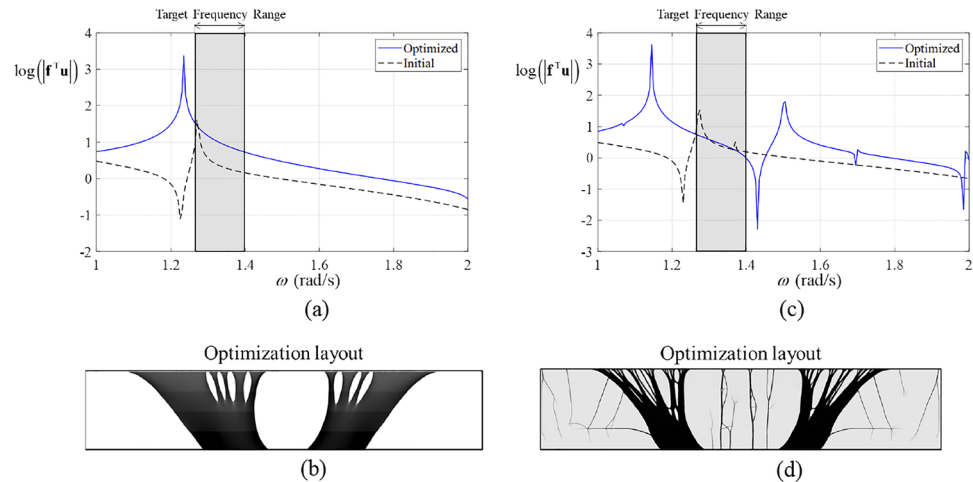 Target Frequency Range
log(|f ᵀu|)
4
3
2
1
0
-1
-2
1
1.2
1.4
1.6
1.8
2
ω (rad/s)
Optimized
Initial
(a)
Optimization layout
(b)
Target Frequency Range
log(|f ᵀu|)
4
3
2
1
0
-1
-2
-3
1
1.2
1.4
1.6
1.8
2
ω (rad/s)
Optimized
Initial
(c)
Optimization layout
(d)